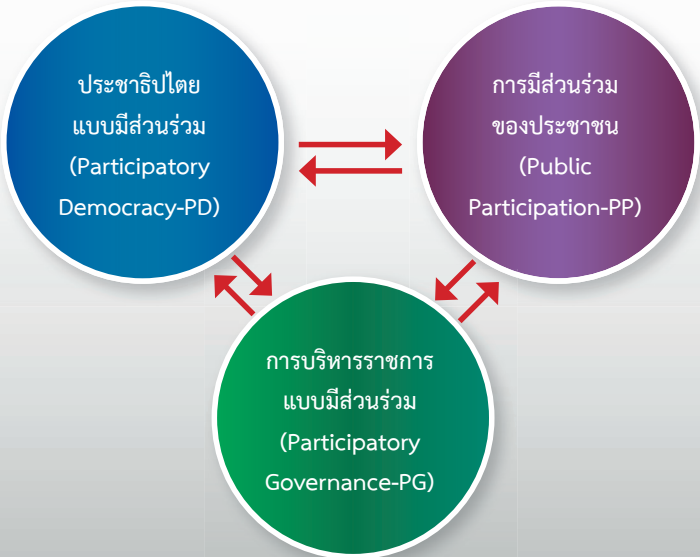 ประชาธิปไตย
แบบมีส่วนร่วม
(Participatory
Democracy-PD)
การมีส่วนร่วม
ของประชาชน
(Public
Participation-PP)
การบริหารราชการ
แบบมีส่วนร่วม
(Participatory
Governance-PG)